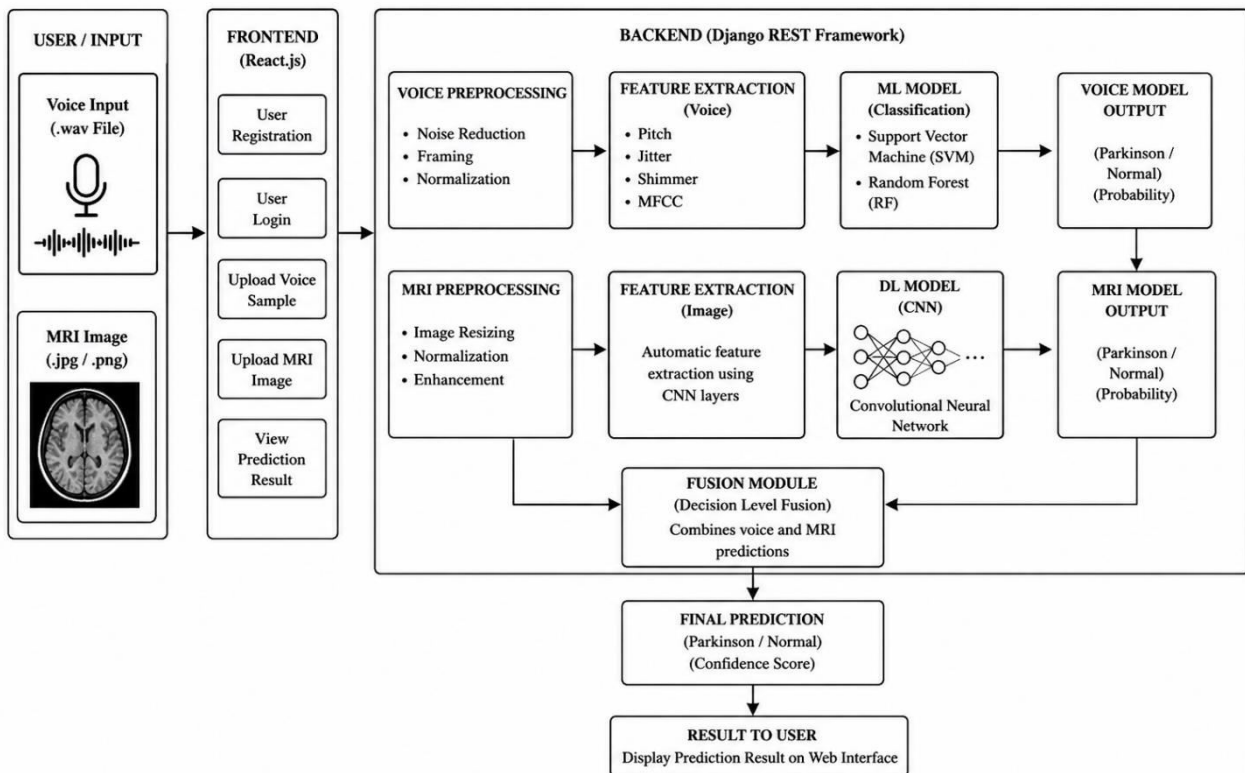 USER / INPUT
Voice Input
(.wav File)
MRI Image
(.jpg / .png)
FRONTEND
(React.js)
User
Registration
User
Login
Upload Voice
Sample
Upload MRI
Image
View
Prediction
Result
BACKEND (Django REST Framework)
VOICE PREPROCESSING
• Noise Reduction
• Framing
• Normalization
FEATURE EXTRACTION
(Voice)
• Pitch
• Jitter
• Shimmer
• MFCC
ML MODEL
(Classification)
• Support Vector
Machine (SVM)
• Random Forest
(RF)
VOICE MODEL
OUTPUT
(Parkinson /
Normal)
(Probability)
MRI PREPROCESSING
• Image Resizing
• Normalization
• Enhancement
FEATURE EXTRACTION
(Image)
Automatic feature
extraction using
CNN layers
DL MODEL
(CNN)
...
Convolutional Neural
Network
MRI MODEL
OUTPUT
(Parkinson /
Normal)
(Probability)
FUSION MODULE
(Decision Level Fusion)
Combines voice and MRI
predictions
FINAL PREDICTION
(Parkinson / Normal)
(Confidence Score)
RESULT TO USER
Display Prediction Result on Web Interface